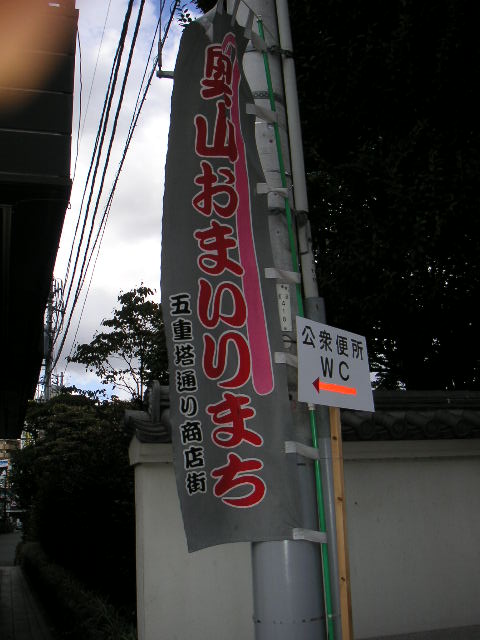 奥山おまいりまち
五重塔通り商店街
公衆便所
WC